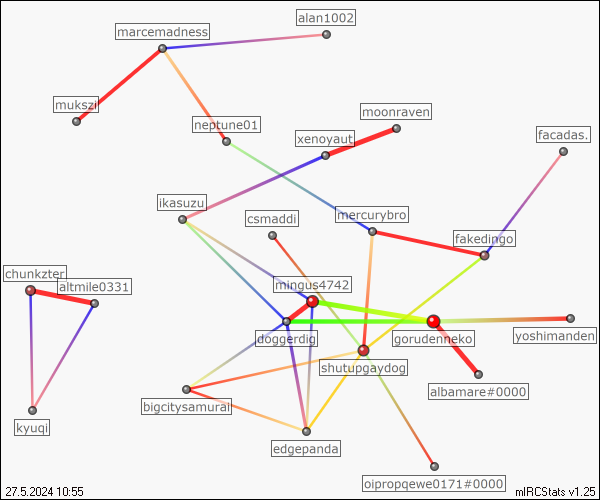 alan1002
marcemadness
mukszi
moonraven
neptune01
xenoyaut
facadas.
ikasuzu
csmaddi
mercurybro
fakedingo
chunkzter
altmile0331
mingus4742
doggerdig
gorudenneko
yoshimanden
shutupgaydog
albamare#0000
bigcitysamurai
kyuqi
edgepanda
oipropqewe0171#0000
27.5.2024 10:55
mIRCStats v1.25